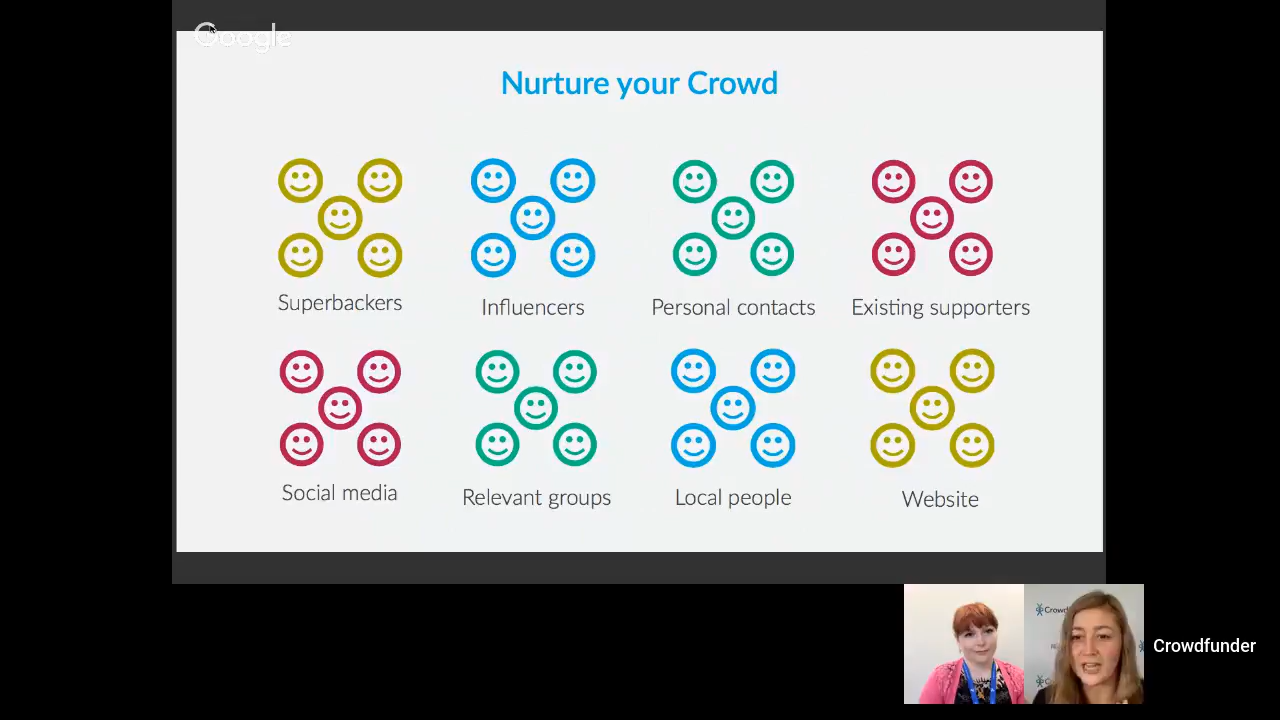 Google
Nurture your Crowd
Superbackers
Influencers
Personal contacts
Existing supporters
Social media
Relevant groups
Local people
Website
Crowdfunder